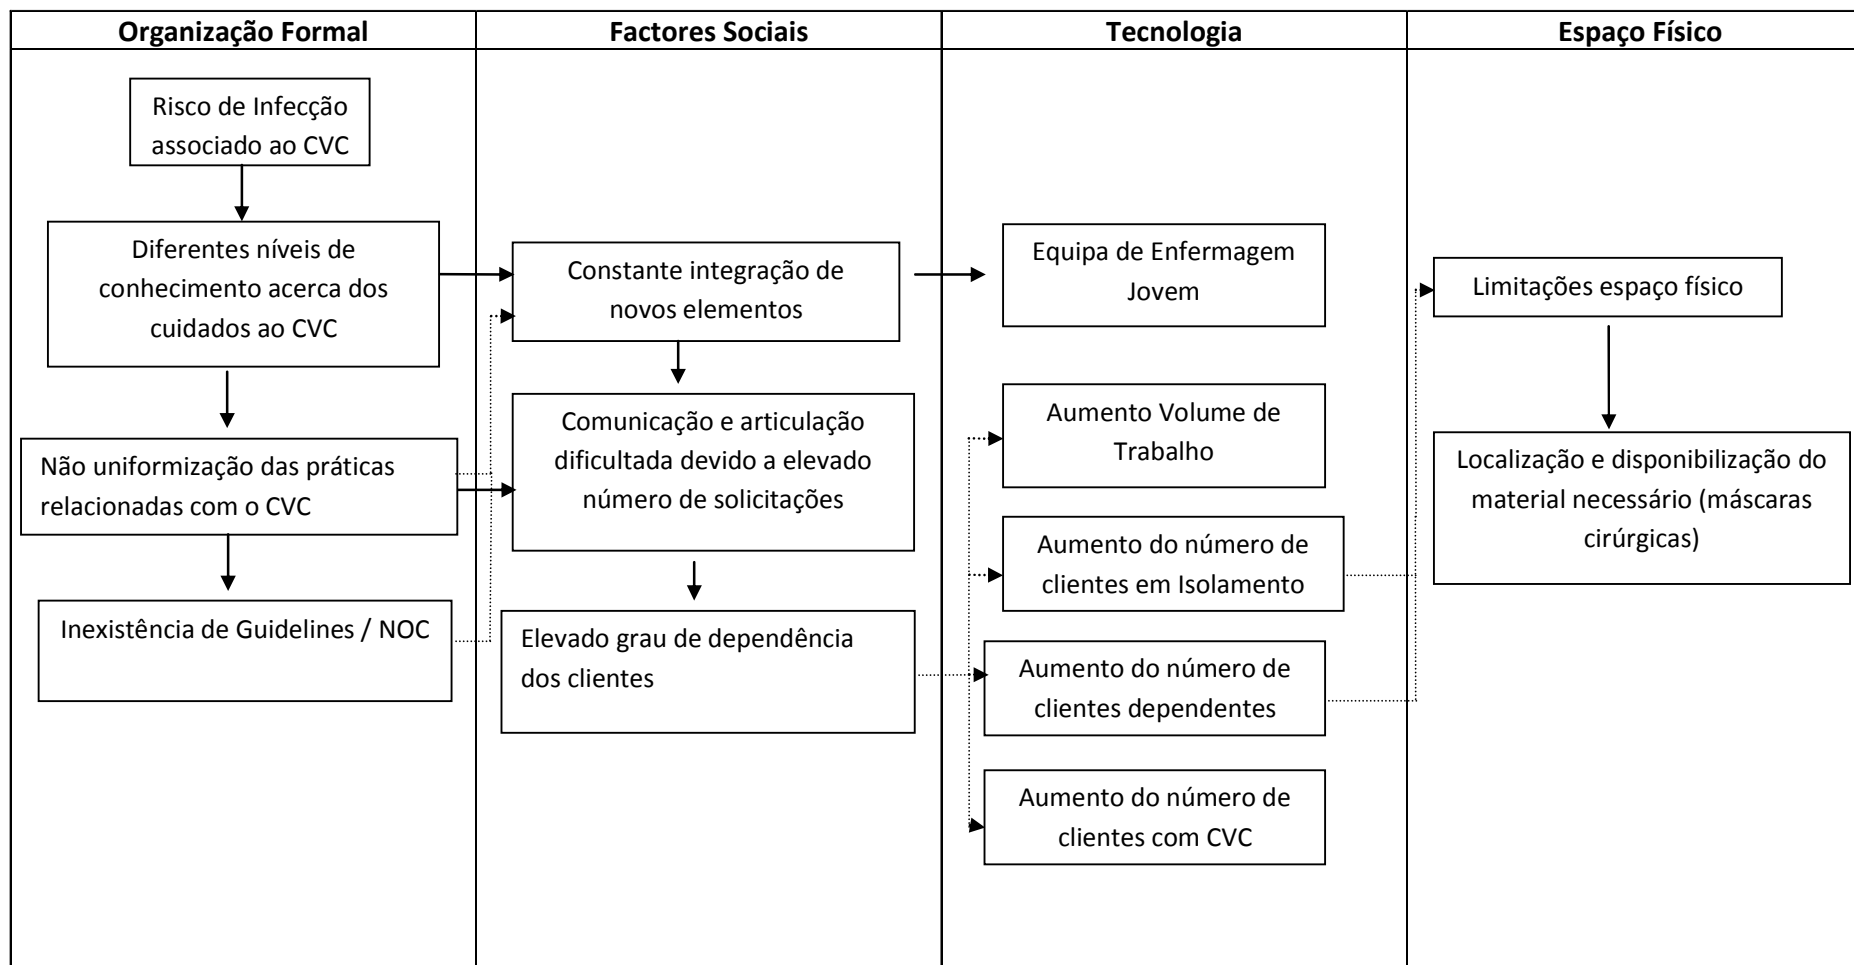 Organização Formal
Factores Sociais
Tecnologia
Espaço Físico
Risco de Infecção
associado ao CVC
Diferentes níveis de
conhecimento acerca dos
cuidados ao CVC
Não uniformização das práticas
relacionadas com o CVC
Inexistência de Guidelines / NOC
Constante integração de
novos elementos
Comunicação e articulação
dificultada devido a elevado
número de solicitações
Elevado grau de dependência
dos clientes
Equipa de Enfermagem
Jovem
Aumento Volume de
Trabalho
Aumento do número de
clientes em Isolamento
Aumento do número de
clientes dependentes
Aumento do número de
clientes com CVC
Limitações espaço físico
Localização e disponibilização do
material necessário (máscaras
cirúrgicas)